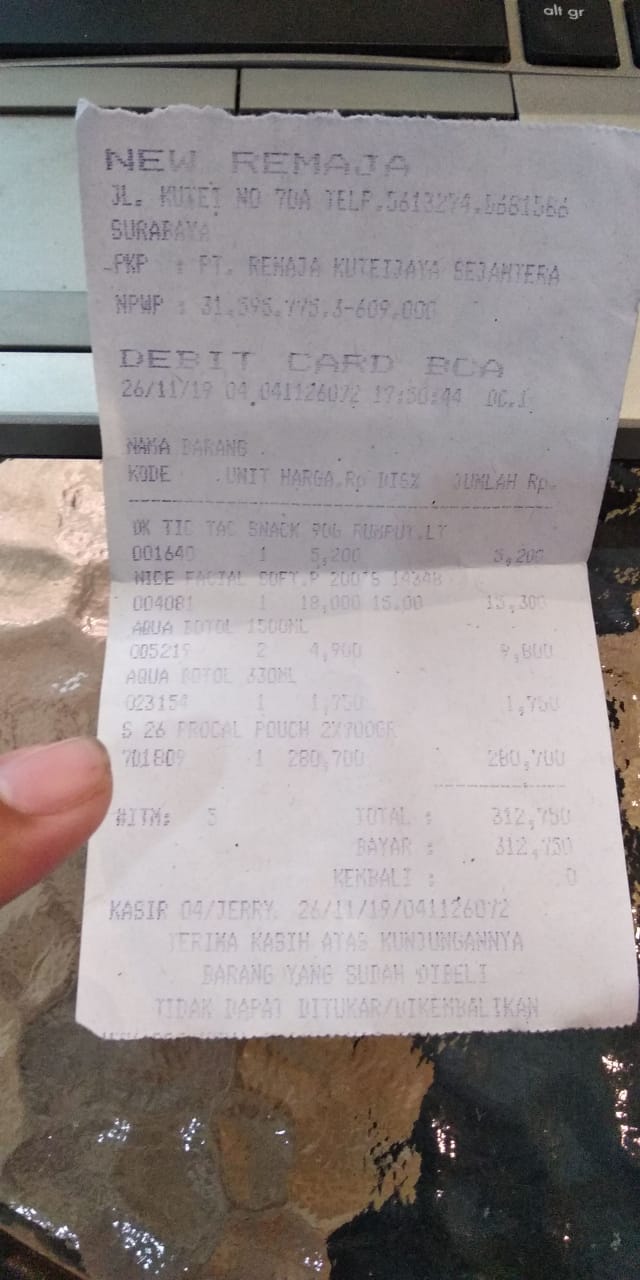 alt gr
NEW REMAJA
JL. KUTEI NO 70A TELP.5613274.5681586
SURABAYA
PKP : PT. REMAJA KUTEIJAYA SEJAHTERA
NPWP : 31.595.775.3-609.000
DEBIT CARD BCA
26/11/19 04 041126072 17:50:44 DC.1
NAMA BARANG
KODE UNIT HARGA.Rp DIS% JUMLAH Rp.
DK TIC TAC SNACK 90G RUMPUT.LT
001640 1 5,200 5,200
NICE FACIAL SOFT.P 200'S 1434B
004081 1 18,000 15.00 15,300
AQUA BOTOL 1500ML
005219 2 4,900 9,800
AQUA BOTOL 330ML
023154 1 1,750 1,750
S 26 PROCAL POUCH 2X700GR
701809 1 280,700 280,700
#ITM: 5 TOTAL : 312,750
BAYAR : 312,750
KEMBALI : 0
KASIR 04/JERRY. 26/11/19/041126072
TERIMA KASIH ATAS KUNJUNGANNYA
BARANG YANG SUDAH DIBELI
TIDAK DAPAT DITUKAR/DIKEMBALIKAN